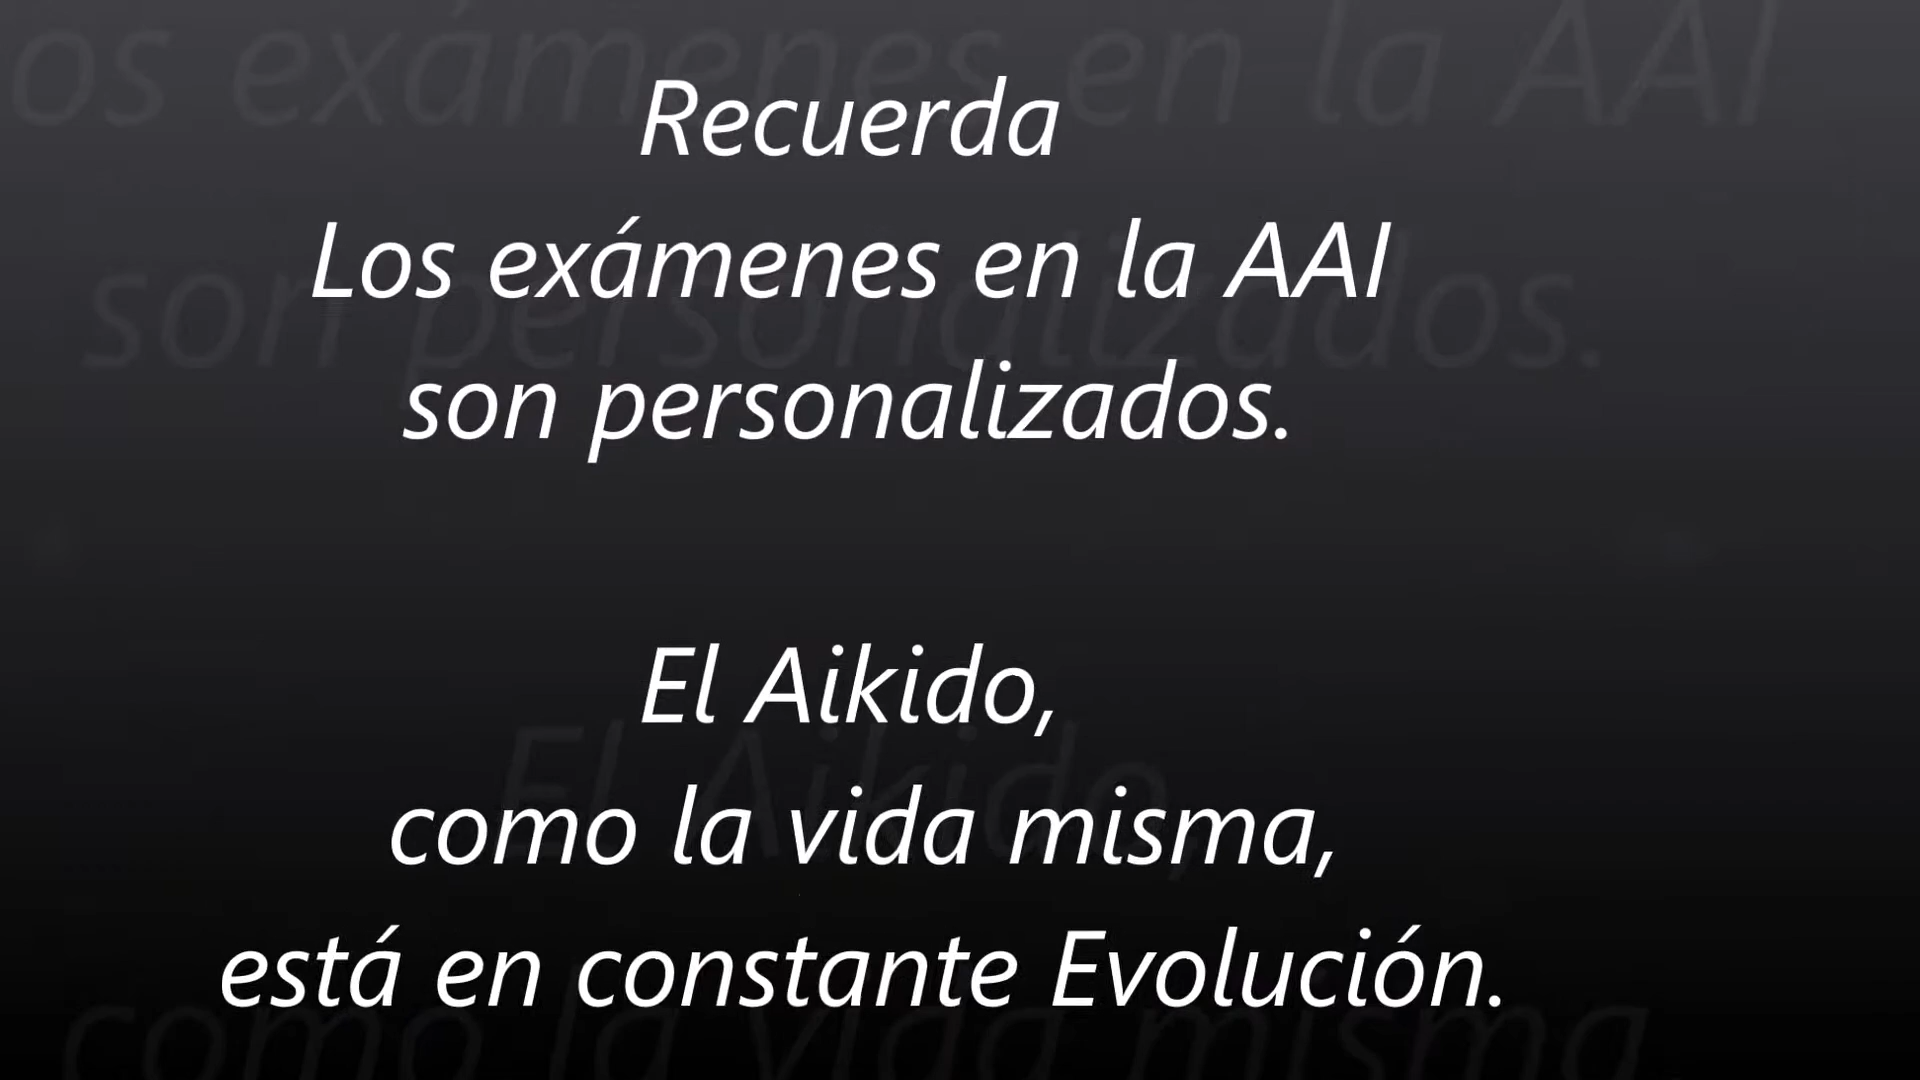 Recuerda
Los exámenes en la AAI
son personalizados.
El Aikido,
como la vida misma,
está en constante Evolución.